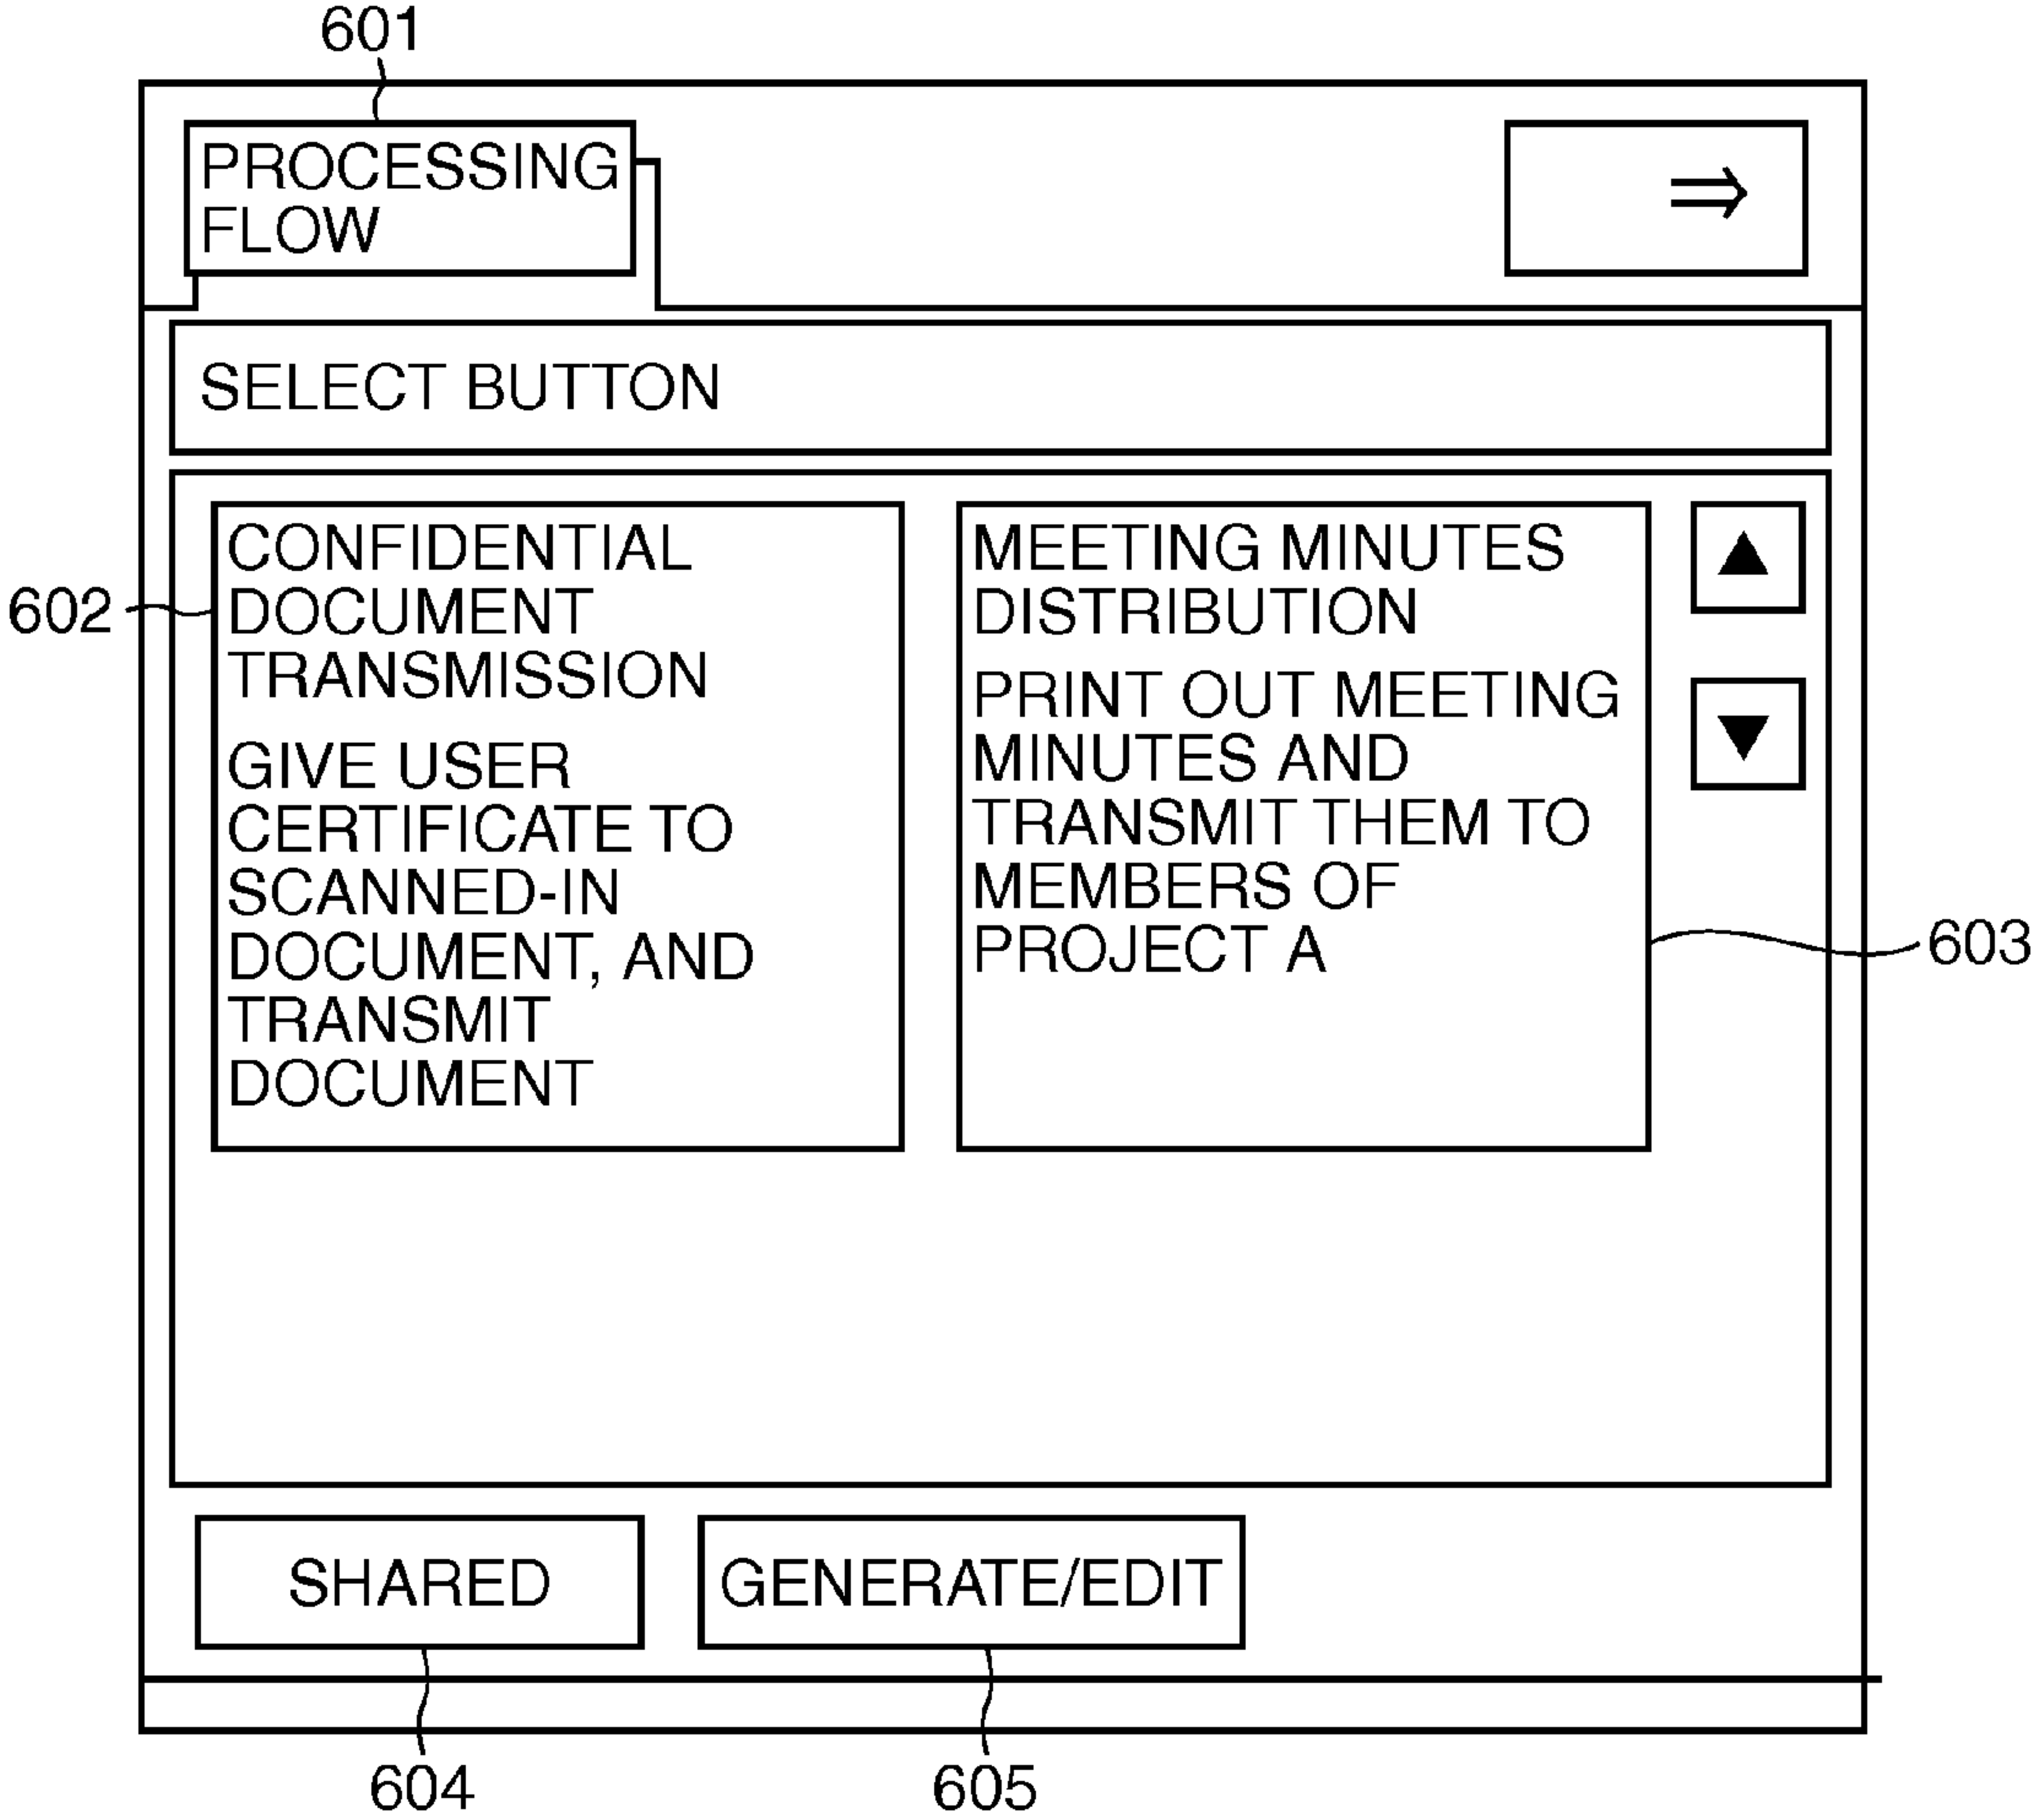 601
PROCESSING
FLOW
⇒
SELECT BUTTON
602
CONFIDENTIAL
DOCUMENT
TRANSMISSION
GIVE USER
CERTIFICATE TO
SCANNED-IN
DOCUMENT, AND
TRANSMIT
DOCUMENT
MEETING MINUTES
DISTRIBUTION
PRINT OUT MEETING
MINUTES AND
TRANSMIT THEM TO
MEMBERS OF
PROJECT A
▲
▼
603
SHARED
GENERATE/EDIT
604
605